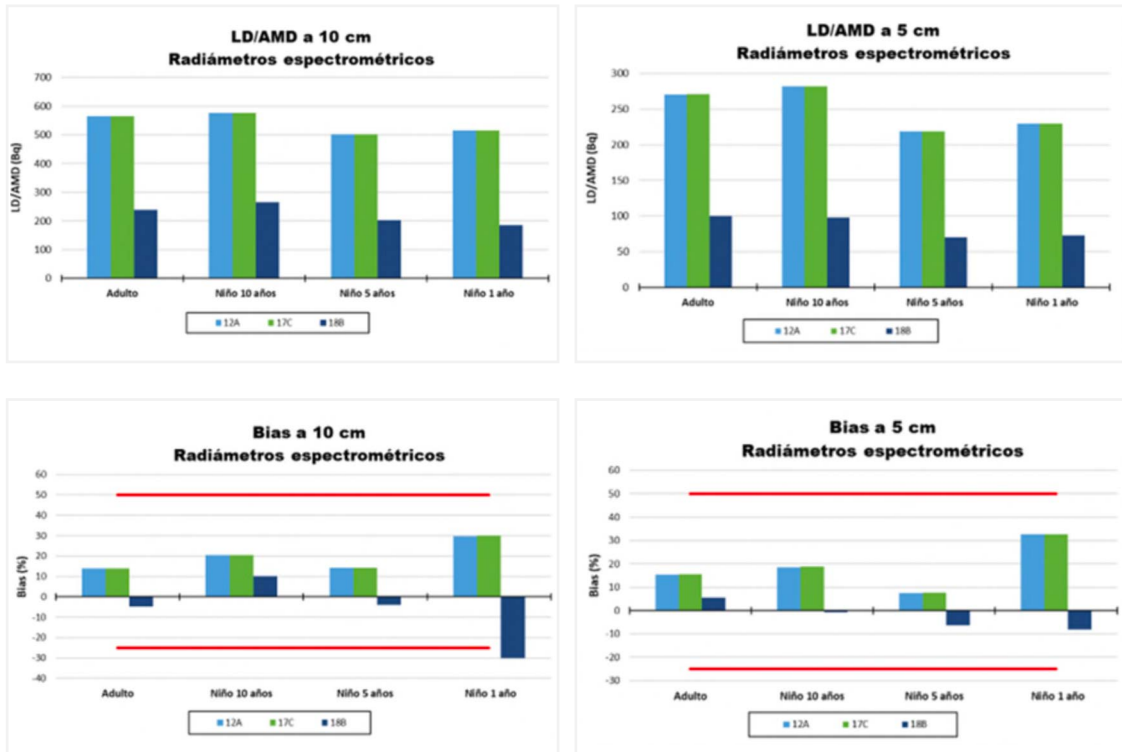 LD/AMD a 10 cm
Radiámetros espectrométricos
LD/AMD (Bq)
700
600
500
400
300
200
100
0
Adulto Niño 10 años Niño 5 años Niño 1 año
12A 17C 18B
LD/AMD a 5 cm
Radiámetros espectrométricos
LD/AMD (Bq)
300
250
200
150
100
50
0
Adulto Niño 10 años Niño 5 años Niño 1 año
12A 17C 18B
Bias a 10 cm
Radiámetros espectrométricos
Bias (%)
60
50
40
30
20
10
0
-10
-20
-30
-40
Adulto Niño 10 años Niño 5 años Niño 1 año
12A 17C 18B
Bias a 5 cm
Radiámetros espectrométricos
Bias (%)
60
50
40
30
20
10
0
-10
-20
-30
Adulto Niño 10 años Niño 5 años Niño 1 año
12A 17C 18B